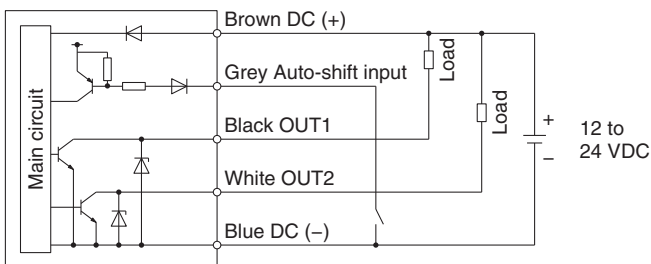 Brown DC (+)
Grey Auto-shift input
Load
Main circuit
Black OUT1
Load
+
12 to
24 VDC
−
White OUT2
Blue DC (−)